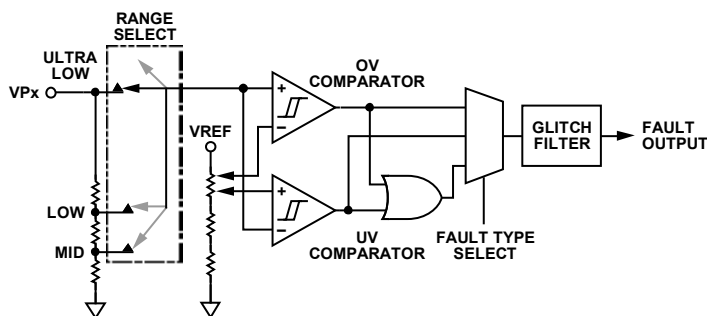 RANGE
SELECT
ULTRA
LOW
VPx
OV
COMPARATOR
+
−
VREF
GLITCH
FILTER
FAULT
OUTPUT
+
−
LOW
MID
UV
COMPARATOR
FAULT TYPE
SELECT